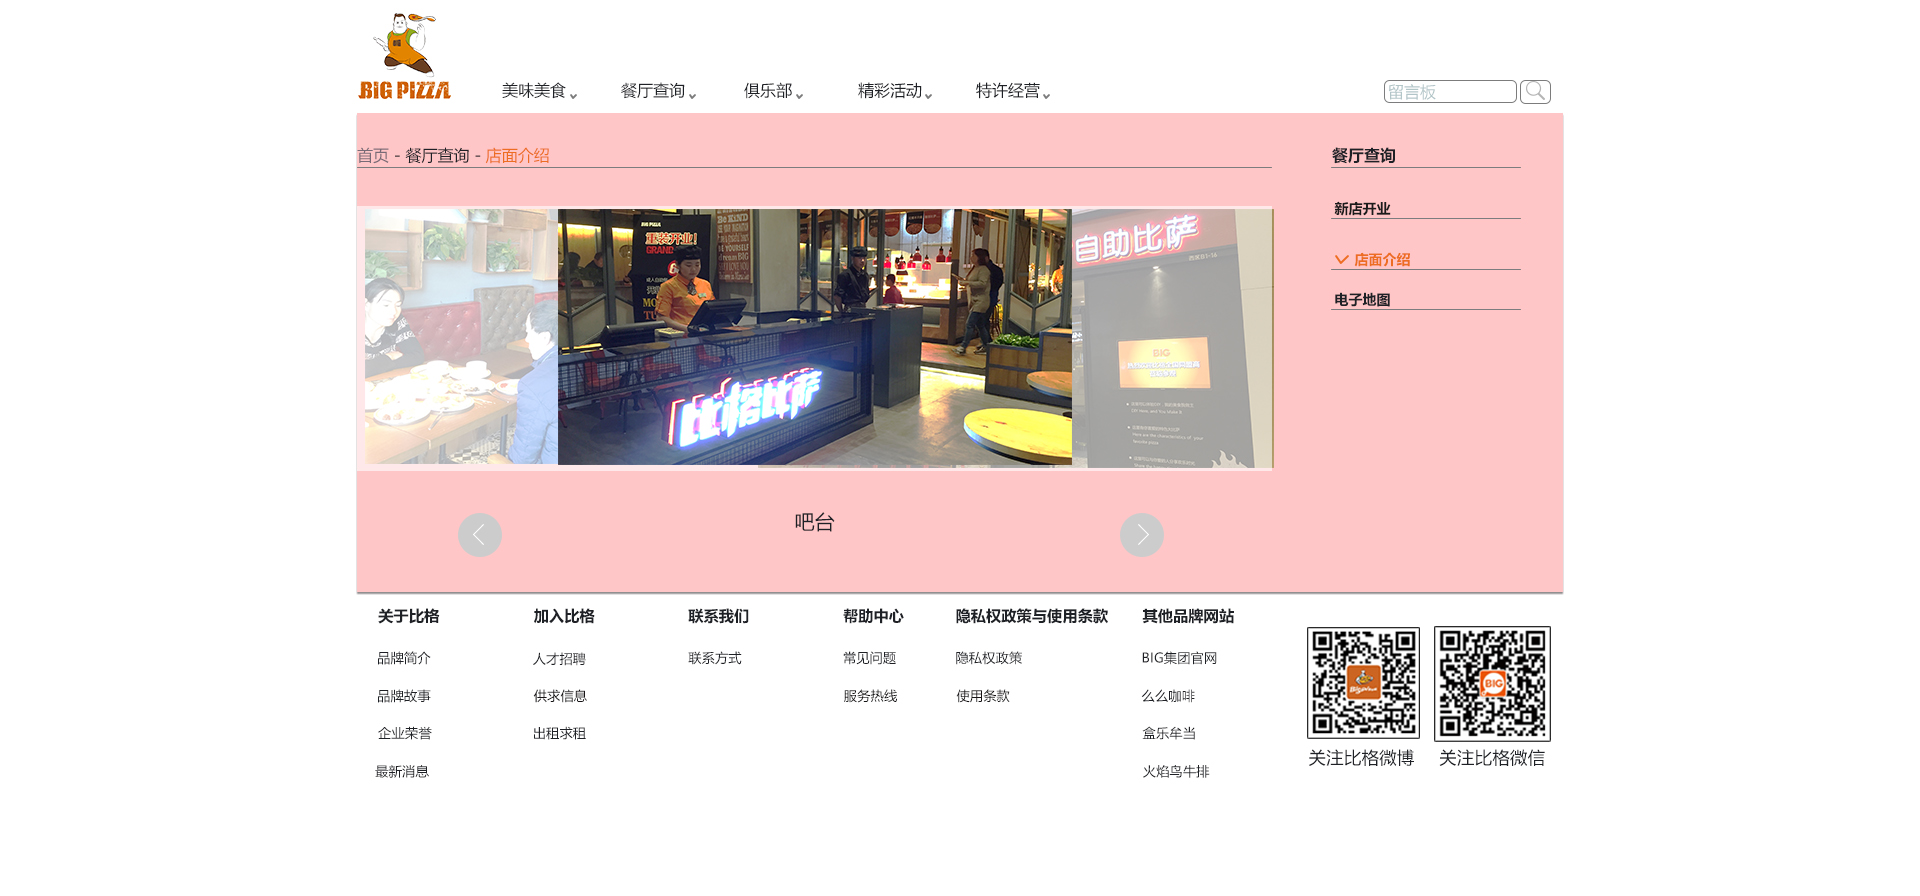 BIG PIZZA
美味美食
餐厅查询
俱乐部
精彩活动
特许经营
留言板
首页 - 餐厅查询 - 店面介绍
餐厅查询
新店开业
店面介绍
电子地图
BIG PIZZA
重装开业!
GRAND
比格比萨
自助比萨
BIG
吧台
关于比格
品牌简介
品牌故事
企业荣誉
最新消息
加入比格
人才招聘
供求信息
出租求租
联系我们
联系方式
帮助中心
常见问题
服务热线
隐私权政策与使用条款
隐私权政策
使用条款
其他品牌网站
BIG集团官网
么么咖啡
盒乐牟当
火焰鸟牛排
BIG
关注比格微博
关注比格微信